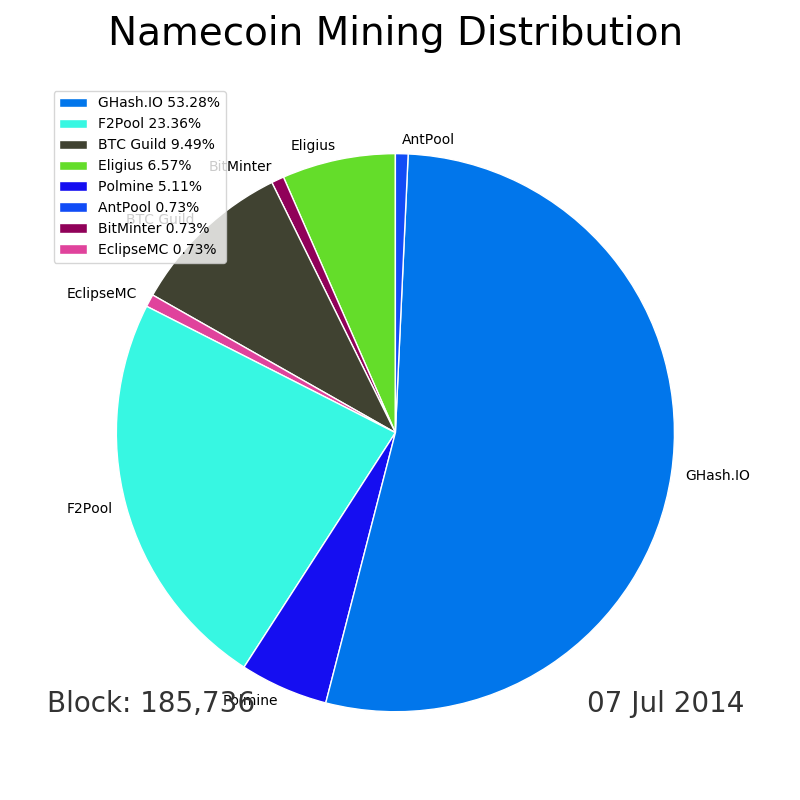 Namecoin Mining Distribution
GHash.IO 53.28%
F2Pool 23.36%
BTC Guild 9.49%
Eligius 6.57%
Polmine 5.11%
AntPool 0.73%
BitMinter 0.73%
EclipseMC 0.73%
AntPool
Eligius
BitMinter
BTC Guild
EclipseMC
F2Pool
GHash.IO
Polmine
Block: 185,736
07 Jul 2014